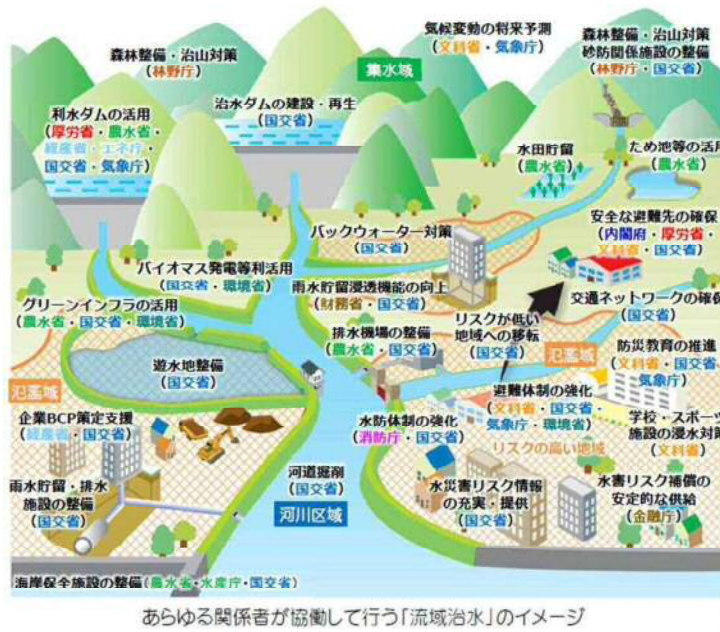 気候変動の将来予測
(文科省・気象庁)
森林整備・治山対策
(林野庁)
森林整備・治山対策
砂防関係施設の整備
(林野庁・国交省)
集水域
利水ダムの活用
(厚労省・農水省・
経産省・エネ庁・
国交省・気象庁)
治水ダムの建設・再生
(国交省)
水田貯留
(農水省)
ため池等の活用
(農水省)
安全な避難先の確保
(内閣府・厚労省・
文科省・国交省)
バックウォーター対策
(国交省)
バイオマス発電等利活用
(国交省・環境省)
雨水貯留浸透機能の向上
(財務省・国交省)
交通ネットワークの確保
(国交省)
グリーンインフラの活用
(農水省・国交省・環境省)
排水機場の整備
(農水省・国交省)
リスクが低い
地域への移転
(国交省)
氾濫域
防災教育の推進
(文科省・国交省・
気象庁)
遊水地整備
(国交省)
氾濫域
避難体制の強化
(文科省・国交省・
気象庁・環境省)
企業BCP策定支援
(経産省・国交省)
水防体制の強化
(消防庁・国交省)
学校・スポーツ
施設の浸水対策
(文科省)
リスクの高い地域
河道掘削
(国交省)
河川区域
雨水貯留・排水
施設の整備
(国交省)
水災害リスク情報
の充実・提供
(国交省)
水害リスク補償の
安定的な供給
(金融庁)
海岸保全施設の整備(農水省・水産庁・国交省)
あらゆる関係者が協働して行う「流域治水」のイメージ